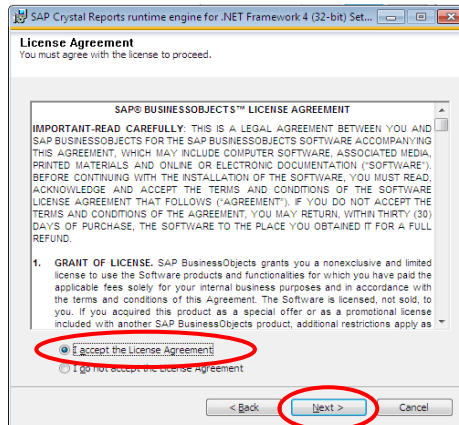 SAP Crystal Reports runtime engine for .NET Framework 4 (32-bit) Set...
License Agreement
You must agree with the license to proceed.
SAP® BUSINESSOBJECTS™ LICENSE AGREEMENT
IMPORTANT-READ CAREFULLY: THIS IS A LEGAL AGREEMENT BETWEEN YOU AND
SAP BUSINESSOBJECTS FOR THE SAP BUSINESSOBJECTS SOFTWARE ACCOMPANYING
THIS AGREEMENT, WHICH MAY INCLUDE COMPUTER SOFTWARE, ASSOCIATED MEDIA,
PRINTED MATERIALS AND ONLINE OR ELECTRONIC DOCUMENTATION ("SOFTWARE").
BEFORE CONTINUING WITH THE INSTALLATION OF THE SOFTWARE, YOU MUST READ,
ACKNOWLEDGE AND ACCEPT THE TERMS AND CONDITIONS OF THE SOFTWARE
LICENSE AGREEMENT THAT FOLLOWS ("AGREEMENT"). IF YOU DO NOT ACCEPT THE
TERMS AND CONDITIONS OF THE AGREEMENT, YOU MAY RETURN, WITHIN THIRTY (30)
DAYS OF PURCHASE, THE SOFTWARE TO THE PLACE YOU OBTAINED IT FOR A FULL
REFUND.
1. GRANT OF LICENSE. SAP BusinessObjects grants you a nonexclusive and limited
license to use the Software products and functionalities for which you have paid the
applicable fees solely for your internal business purposes and in accordance with
the terms and conditions of this Agreement. The Software is licensed, not sold, to
you. If you acquired this product as a special offer or as a promotional license
included with another SAP BusinessObjects product, additional restrictions apply as
I accept the License Agreement
I do not accept the License Agreement
< Back Next > Cancel